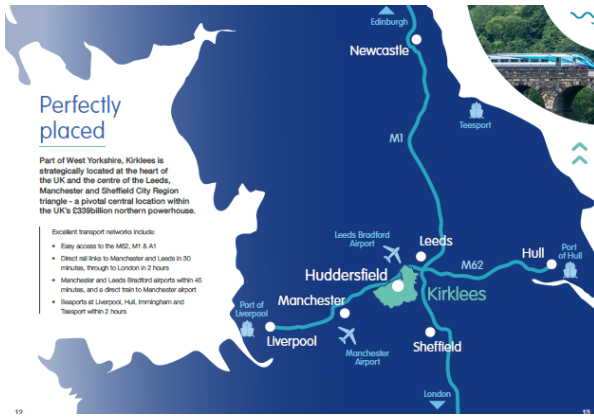 Perfectly
placed
Part of West Yorkshire, Kirklees is
strategically located at the heart of
the UK and the centre of the Leeds,
Manchester and Sheffield City Region
triangle - a pivotal central location within
the UK's £339billion northern powerhouse.
Excellent transport networks include:
• Easy access to the M62, M1 & A1
• Direct rail links to Manchester and Leeds in 30
minutes, through to London in 2 hours
• Manchester and Leeds Bradford airports within 45
minutes, and a direct train to Manchester airport
• Seaports at Liverpool, Hull, Immingham and
Teesport within 2 hours
Edinburgh
Newcastle
Teesport
M1
Leeds Bradford
Airport
Leeds
Hull
Port
of Hull
M62
Huddersfield
Kirklees
Manchester
Port of
Liverpool
Liverpool
Manchester
Airport
Sheffield
London
12
13